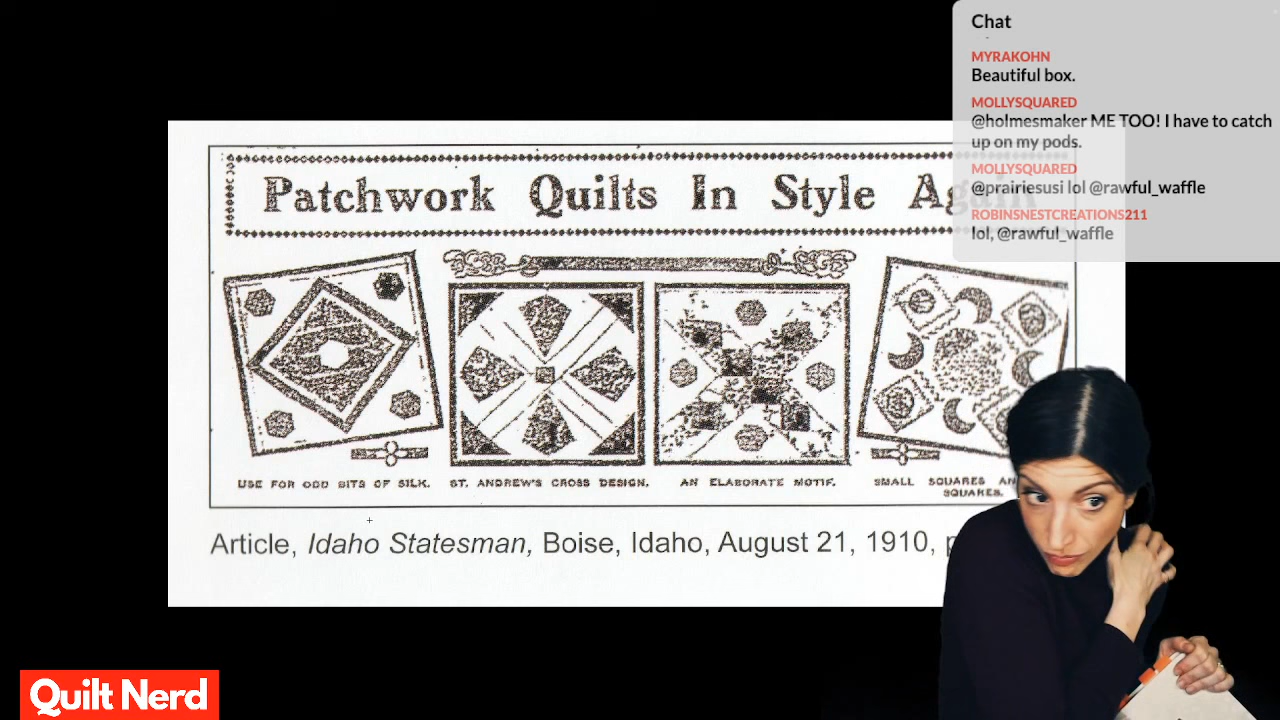 Chat
MYRAKOHN
Beautiful box.
MOLLYSQUARED
@holmesmaker ME TOO! I have to catch
up on my pods.
MOLLYSQUARED
@prairiesusi lol @rawful_waffle
ROBINSNESTCREATIONS211
lol, @rawful_waffle
Patchwork Quilts In Style Again
USE FOR ODD BITS OF SILK.
ST. ANDREW'S CROSS DESIGN.
AN ELABORATE MOTIF.
SMALL SQUARES
SQUARES.
Article, Idaho Statesman, Boise, Idaho, August 21, 1910,
Quilt Nerd